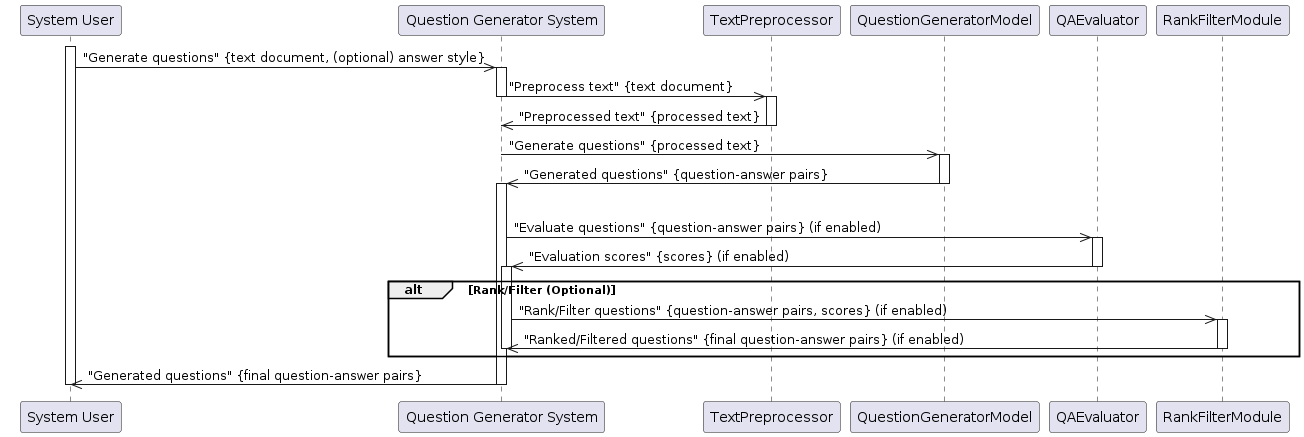 System User
Question Generator System
TextPreprocessor
QuestionGeneratorModel
QAEvaluator
RankFilterModule
"Generate questions" {text document, (optional) answer style}
"Preprocess text" {text document}
"Preprocessed text" {processed text}
"Generate questions" {processed text}
"Generated questions" {question-answer pairs}
"Evaluate questions" {question-answer pairs} (if enabled)
"Evaluation scores" {scores} (if enabled)
alt [Rank/Filter (Optional)]
"Rank/Filter questions" {question-answer pairs, scores} (if enabled)
"Ranked/Filtered questions" {final question-answer pairs} (if enabled)
"Generated questions" {final question-answer pairs}
System User
Question Generator System
TextPreprocessor
QuestionGeneratorModel
QAEvaluator
RankFilterModule